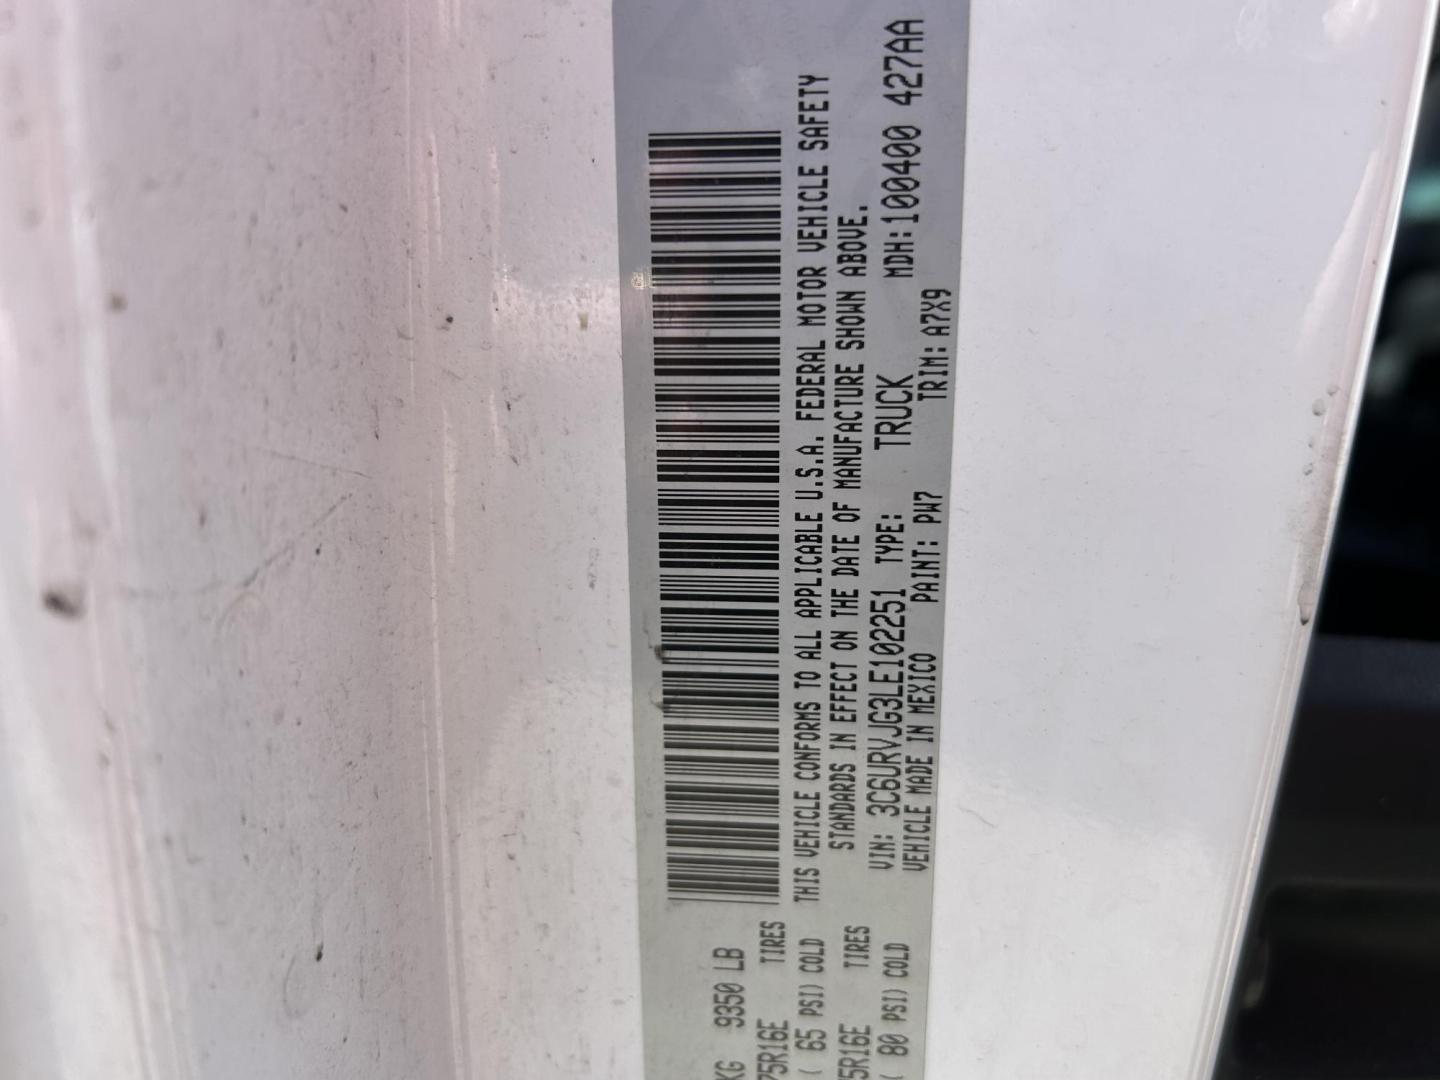 KG 9350 LB
75R16E TIRES
( 65 PSI) COLD
5R16E TIRES
( 80 PSI) COLD
THIS VEHICLE CONFORMS TO ALL APPLICABLE U.S.A. FEDERAL MOTOR VEHICLE SAFETY
STANDARDS IN EFFECT ON THE DATE OF MANUFACTURE SHOWN ABOVE.
VIN: 3C6URVJG3LE102251 TYPE: TRUCK MDH:100400 427AA
VEHICLE MADE IN MEXICO PAINT: PW7 TRIM: A7X9